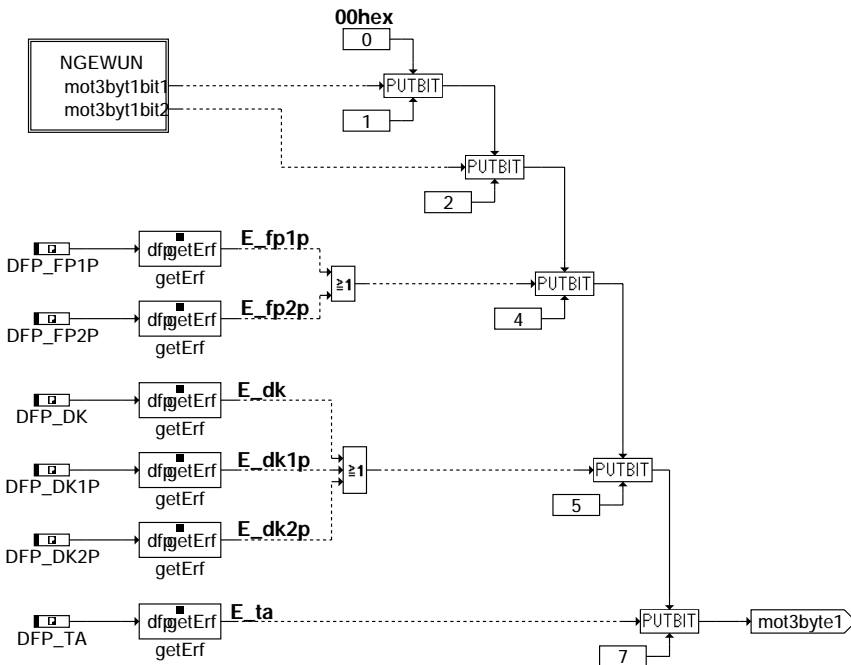 00hex
0
NGEWUN
mot3byt1bit1
mot3byt1bit2
PUTBIT
1
PUTBIT
2
E_fp1p
dfpgetErf
DFP_FP1P
getErf
≥1
PUTBIT
E_fp2p
dfpgetErf
4
DFP_FP2P
getErf
E_dk
dfpgetErf
DFP_DK
getErf
E_dk1p
dfpgetErf
≥1
PUTBIT
DFP_DK1P
getErf
5
E_dk2p
dfpgetErf
DFP_DK2P
getErf
E_ta
dfpgetErf
PUTBIT
mot3byte1
DFP_TA
getErf
7